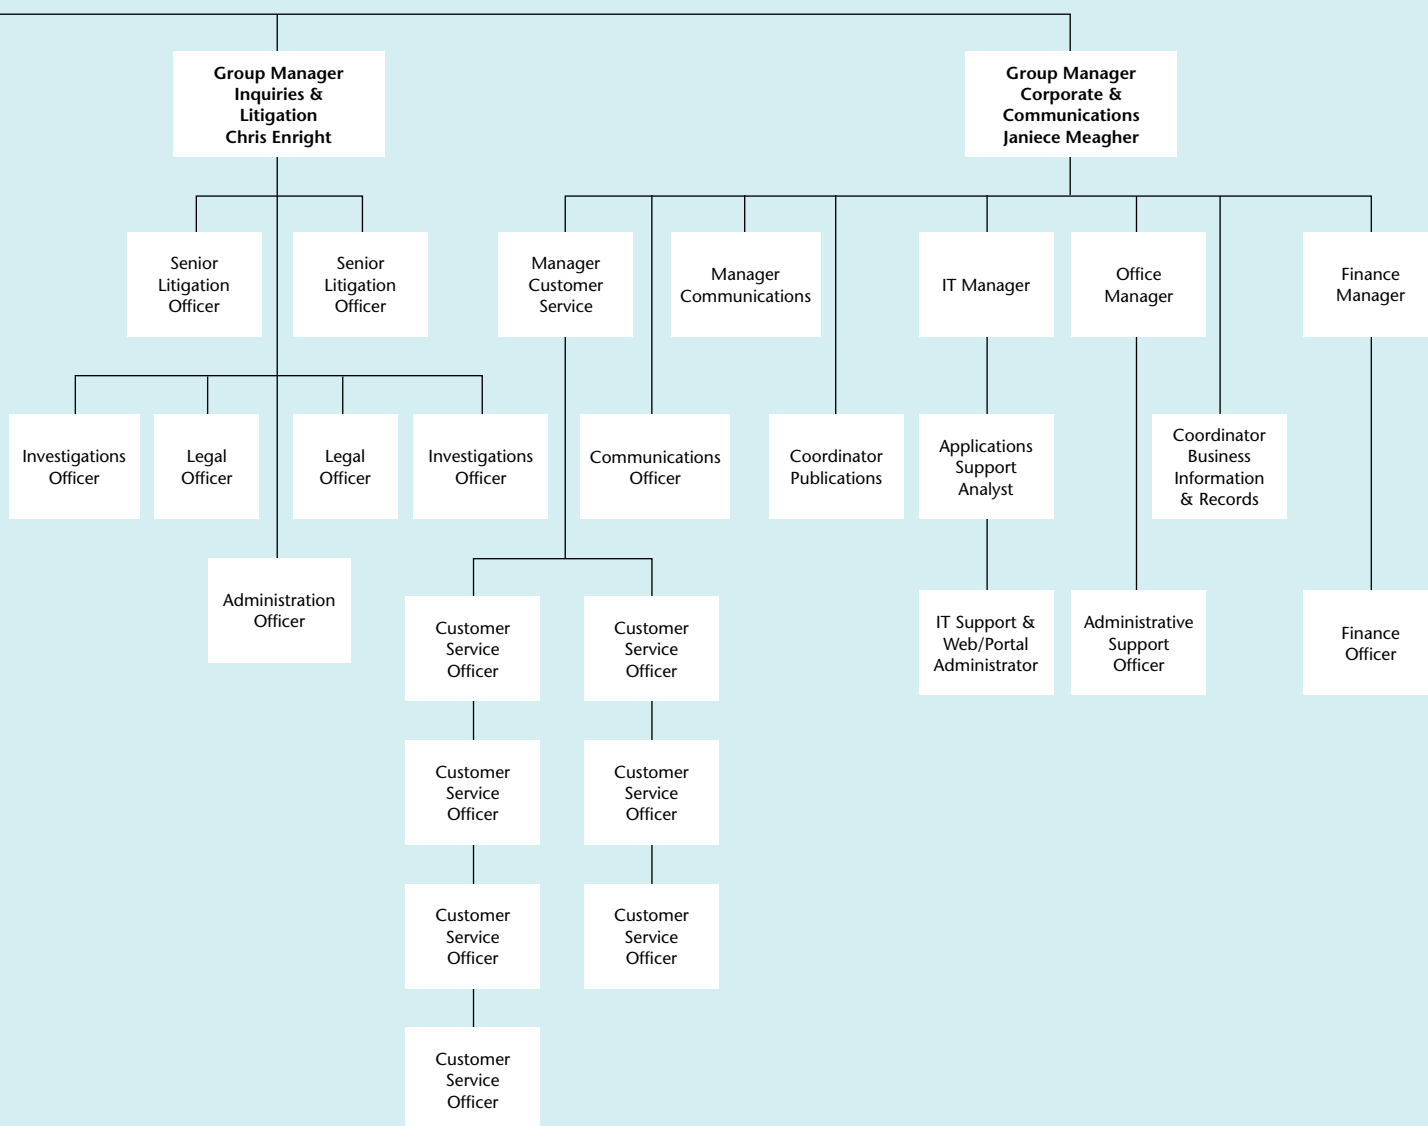 Group Manager
Inquiries &
Litigation
Chris Enright
Group Manager
Corporate &
Communications
Janiece Meagher
Senior
Litigation
Officer
Senior
Litigation
Officer
Manager
Customer
Service
Manager
Communications
IT Manager
Office
Manager
Finance
Manager
Investigations
Officer
Legal
Officer
Legal
Officer
Investigations
Officer
Communications
Officer
Coordinator
Publications
Applications
Support
Analyst
Coordinator
Business
Information
& Records
Administration
Officer
Customer
Service
Officer
Customer
Service
Officer
IT Support &
Web/Portal
Administrator
Administrative
Support
Officer
Finance
Officer
Customer
Service
Officer
Customer
Service
Officer
Customer
Service
Officer
Customer
Service
Officer
Customer
Service
Officer